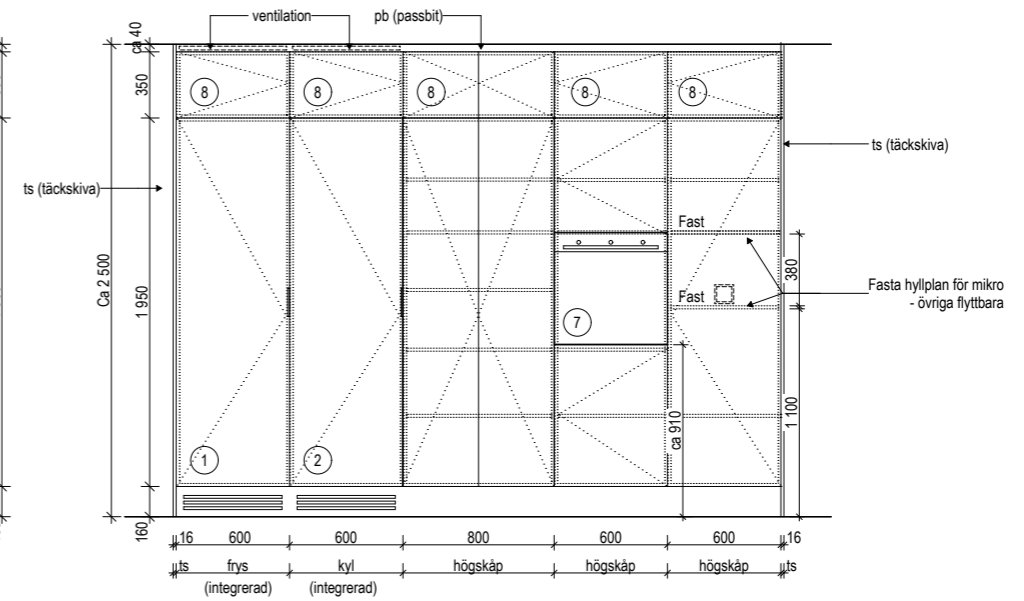 ventilation
pb (passbit)
ca 40
350
8
8
8
8
8
ts (täckskiva)
ts (täckskiva)
Ca 2 500
1 950
Fast
380
Fast
Fasta hyllplan för mikro
- övriga flyttbara
7
1 100
ca 910
1
2
160
16
600
600
800
600
600
16
ts
frys
(integrerad)
kyl
(integrerad)
högskåp
högskåp
högskåp
ts